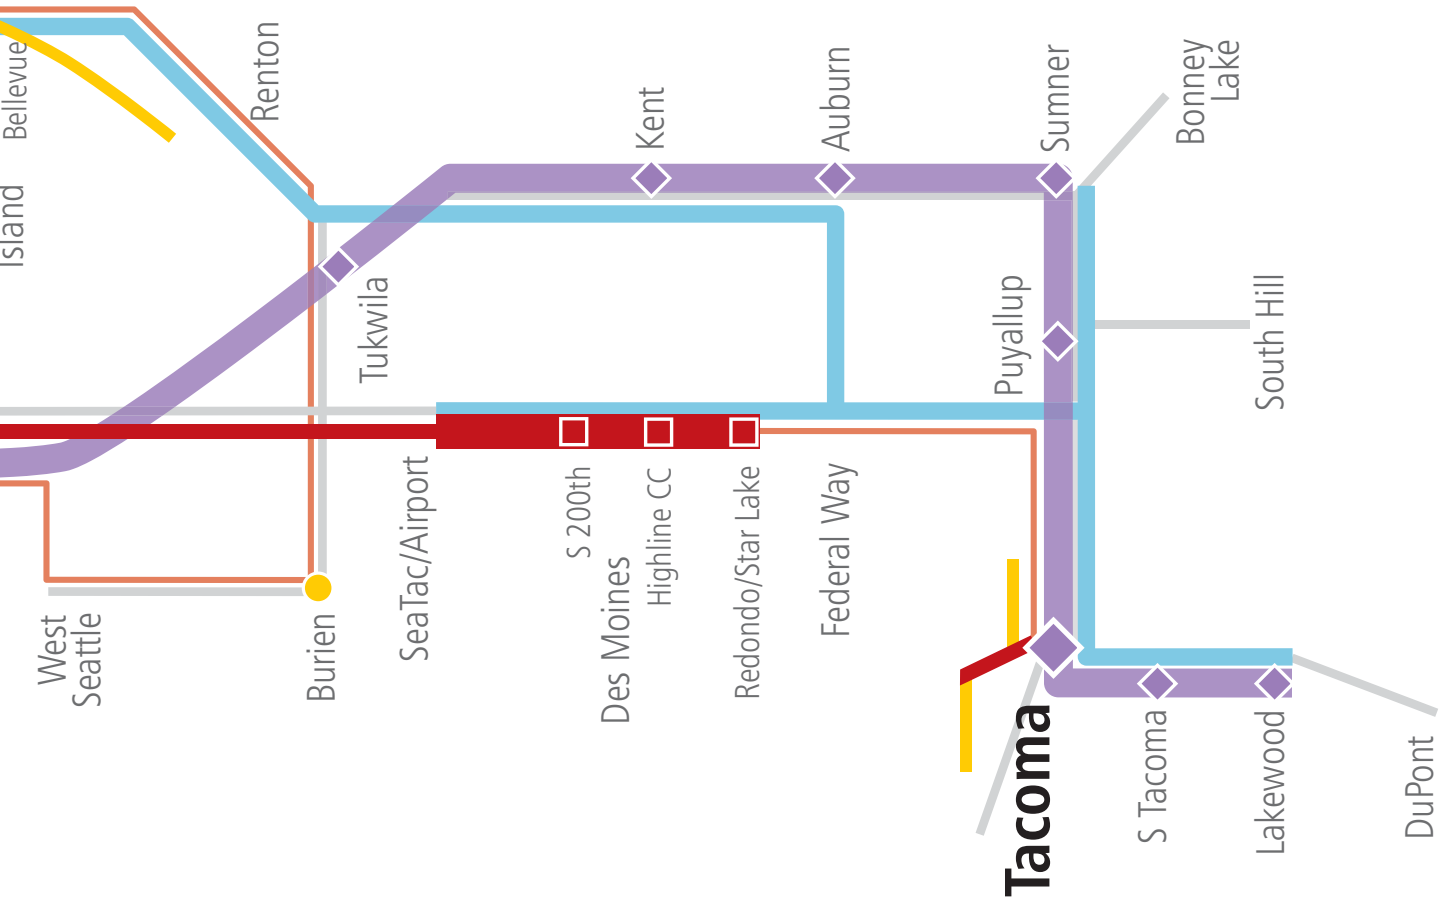 Bellevue
Island
Renton
Kent
Auburn
Sumner
Bonney
Lake
Tukwila
Puyallup
South Hill
West
Seattle
Burien
SeaTac/Airport
S 200th
Des Moines
Highline CC
Redondo/Star Lake
Federal Way
Tacoma
S Tacoma
Lakewood
DuPont